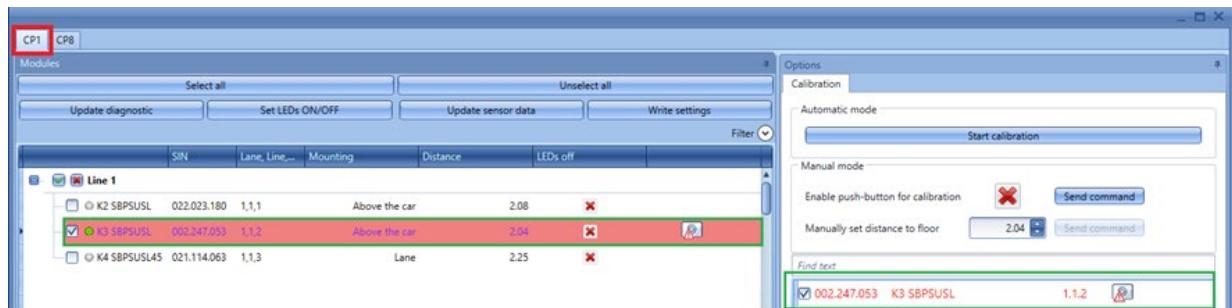 CP1 CP8
Modules
Select all Unselect all
Update diagnostic Set LEDs ON/OFF Update sensor data Write settings
Filter
SIN Lane, Line,... Mounting Distance LEDs off
Line 1
K2 SBPSUSL 022.023.180 1,1,1 Above the car 2.08
K3 SBPSUSL 002.247.053 1,1,2 Above the car 2.04
K4 SBPSUSL45 021.114.063 1,1,3 Lane 2.25
Options
Calibration
Automatic mode
Start calibration
Manual mode
Enable push-button for calibration Send command
Manually set distance to floor 2.04 Send command
Find text
002.247.053 K3 SBPSUSL 1.1.2